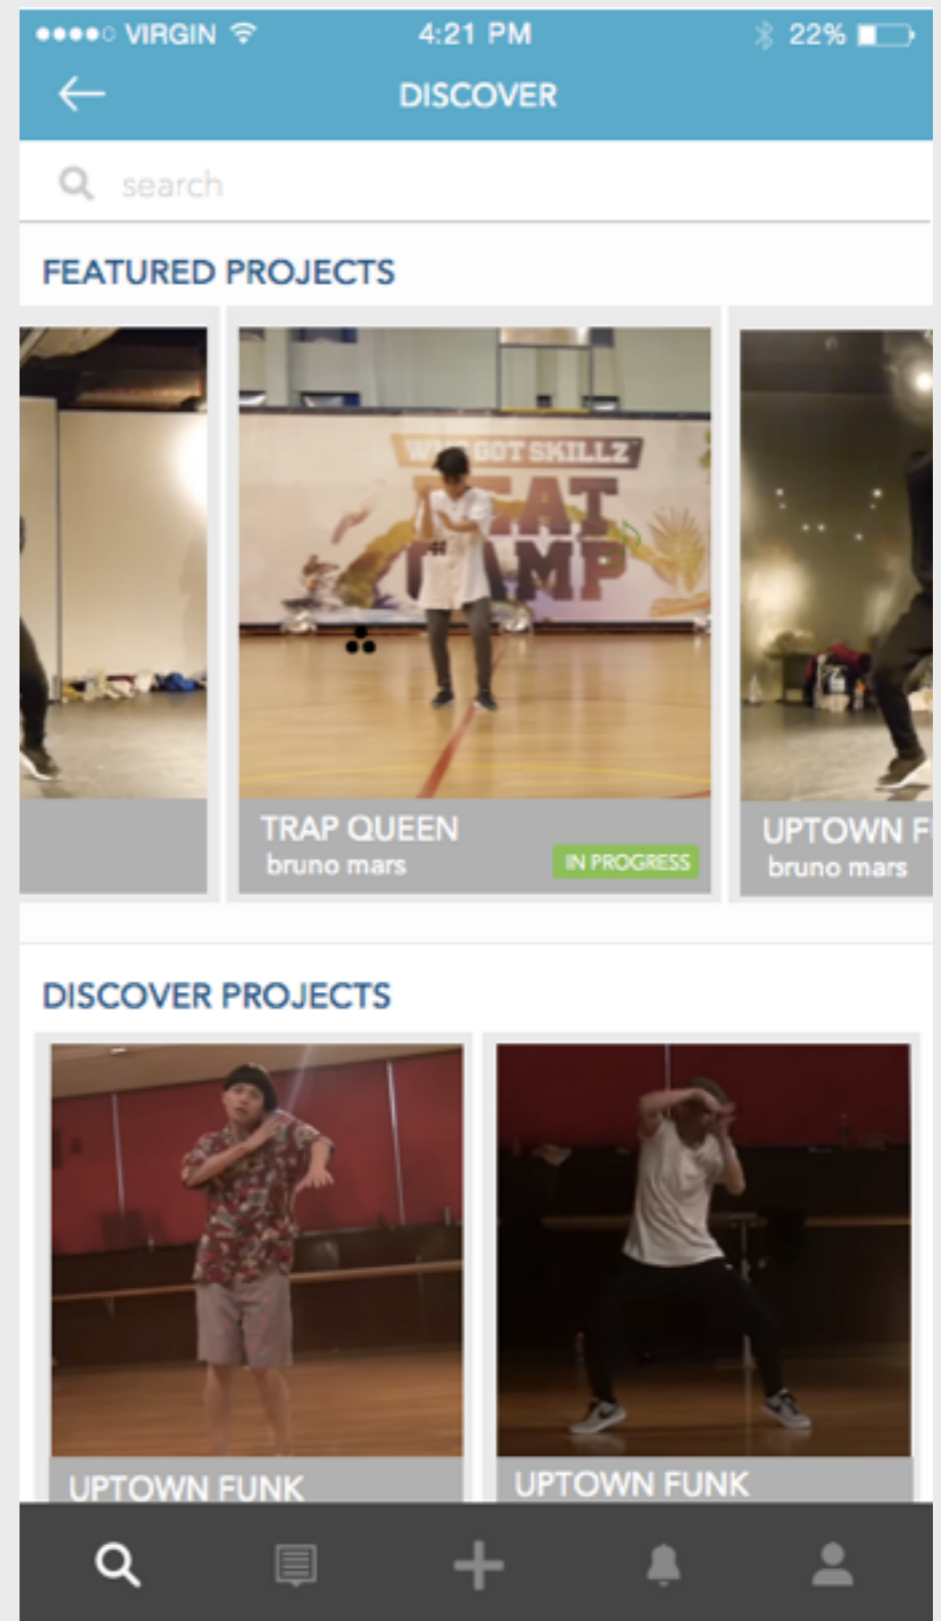 VIRGIN 4:21 PM 22%
DISCOVER
search
FEATURED PROJECTS
GOT SKILLZ
TRAP QUEEN
bruno mars
IN PROGRESS
UPTOWN F
bruno mars
DISCOVER PROJECTS
UPTOWN FUNK
UPTOWN FUNK